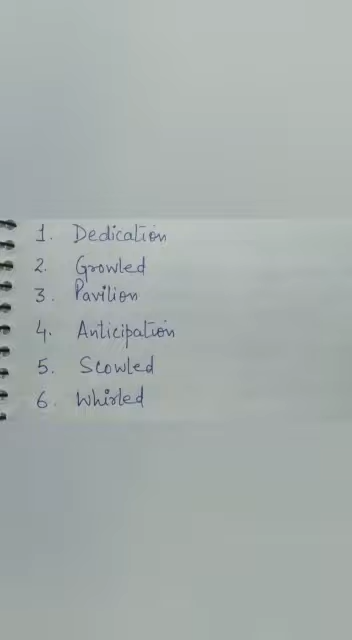 1. Dedication
2. Growled
3. Pavilion
4. Anticipation
5. Scowled
6. Whirled